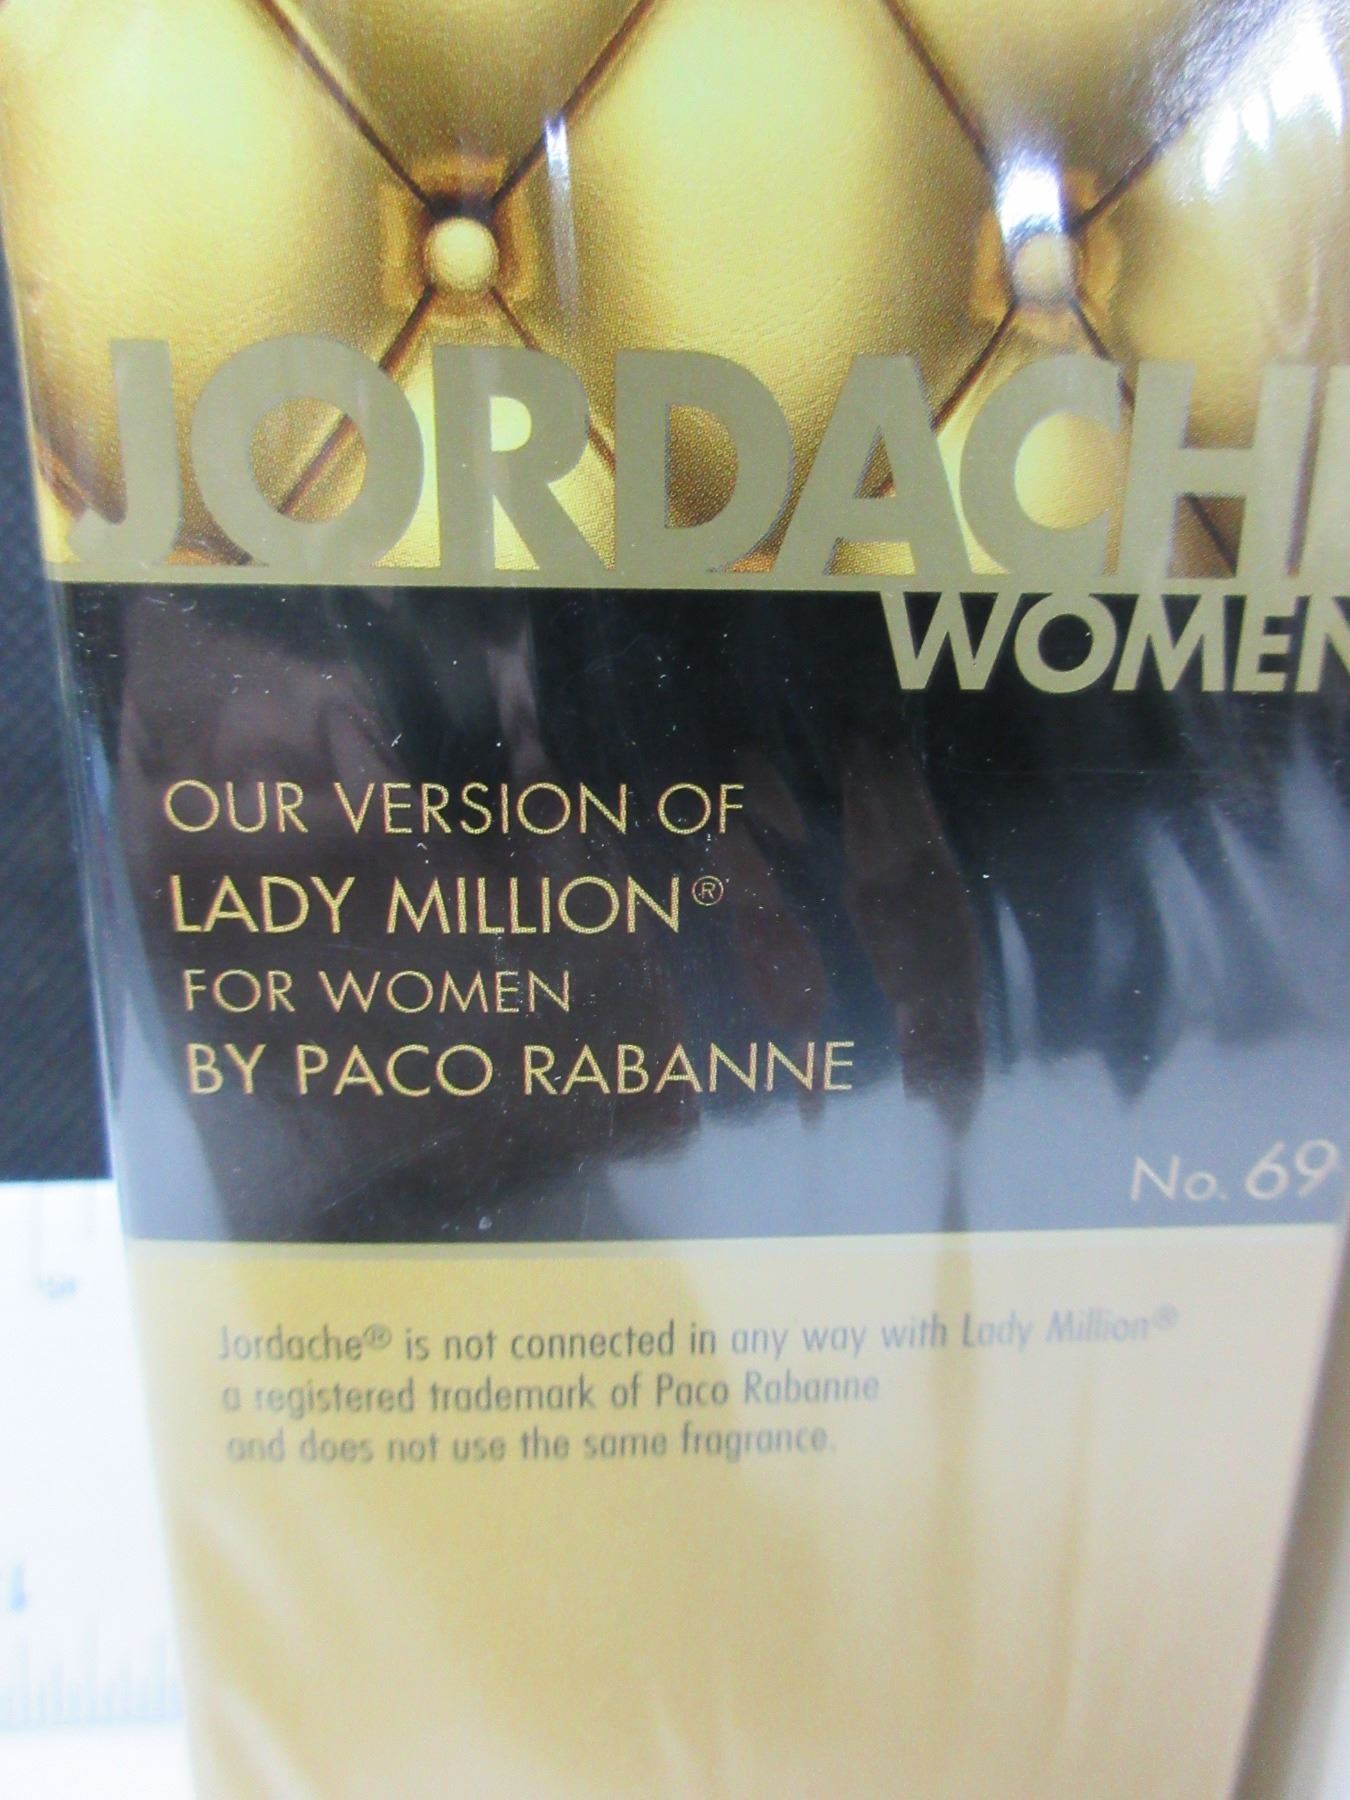 JORDACHE
WOMEN
OUR VERSION OF
LADY MILLION®
FOR WOMEN
BY PACO RABANNE
No. 69
Jordache® is not connected in any way with Lady Million®
a registered trademark of Paco Rabanne
and does not use the same fragrance.